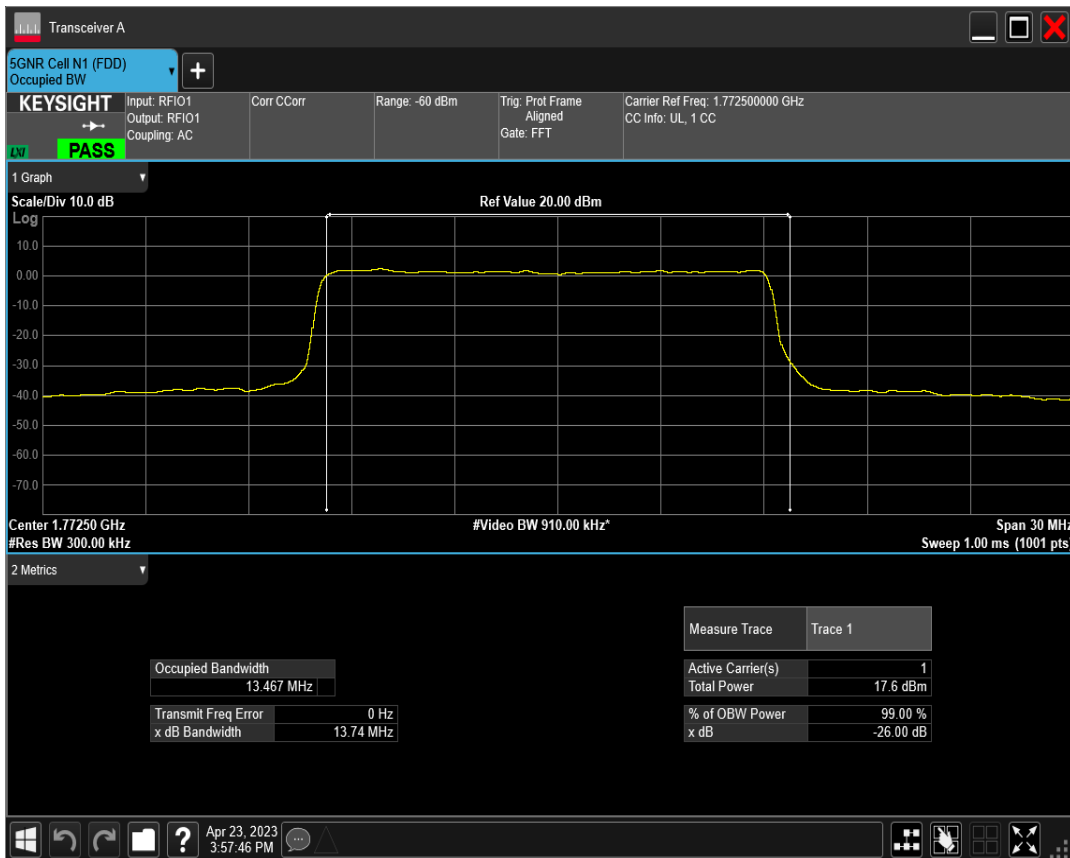 Transceiver A
5GNR Cell N1 (FDD)
Occupied BW
KEYSIGHT
Input: RFIO1
Output: RFIO1
Coupling: AC
Corr CCorr
Range: -60 dBm
Trig: Prot Frame
Aligned
Gate: FFT
Carrier Ref Freq: 1.772500000 GHz
CC Info: UL, 1 CC
LXI
PASS
1 Graph
Scale/Div 10.0 dB
Ref Value 20.00 dBm
Log
10.0
0.00
-10.0
-20.0
-30.0
-40.0
-50.0
-60.0
-70.0
Center 1.77250 GHz
#Video BW 910.00 kHz*
Span 30 MHz
#Res BW 300.00 kHz
Sweep 1.00 ms (1001 pts)
2 Metrics
Measure Trace
Trace 1
Occupied Bandwidth
13.467 MHz
Active Carrier(s)
1
Total Power
17.6 dBm
Transmit Freq Error
0 Hz
x dB Bandwidth
13.74 MHz
% of OBW Power
99.00 %
x dB
-26.00 dB
?
Apr 23, 2023
3:57:46 PM